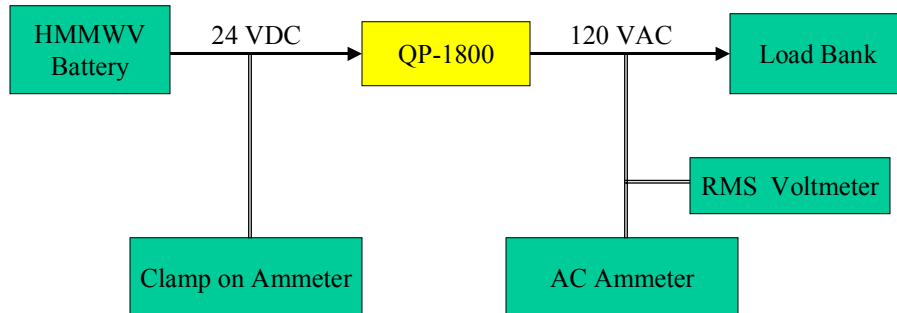 HMMWV
Battery
24 VDC
QP-1800
120 VAC
Load Bank
RMS Voltmeter
Clamp on Ammeter
AC Ammeter